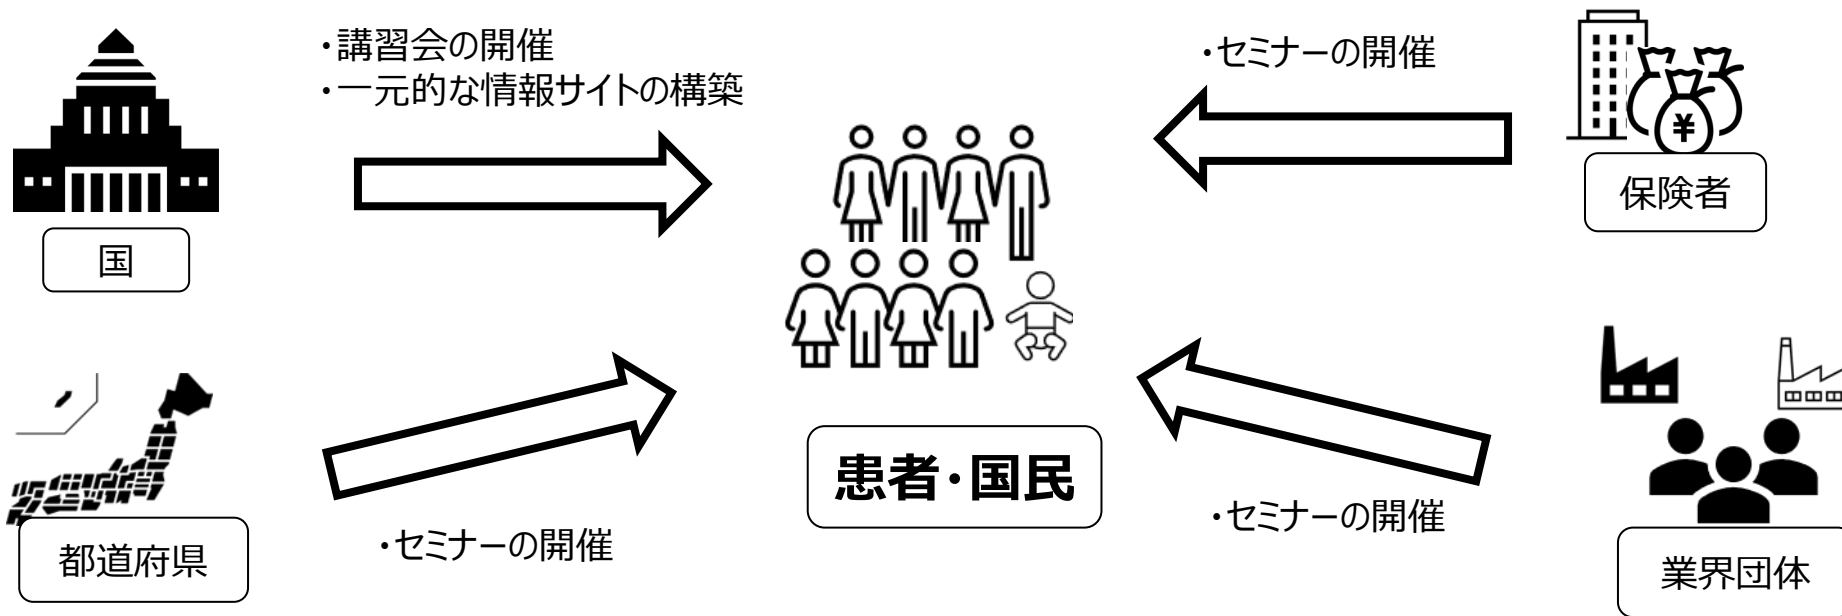 ・講習会の開催
・一元的な情報サイトの構築
国
・セミナーの開催
¥
保険者
患者・国民
都道府県
・セミナーの開催
・セミナーの開催
業界団体